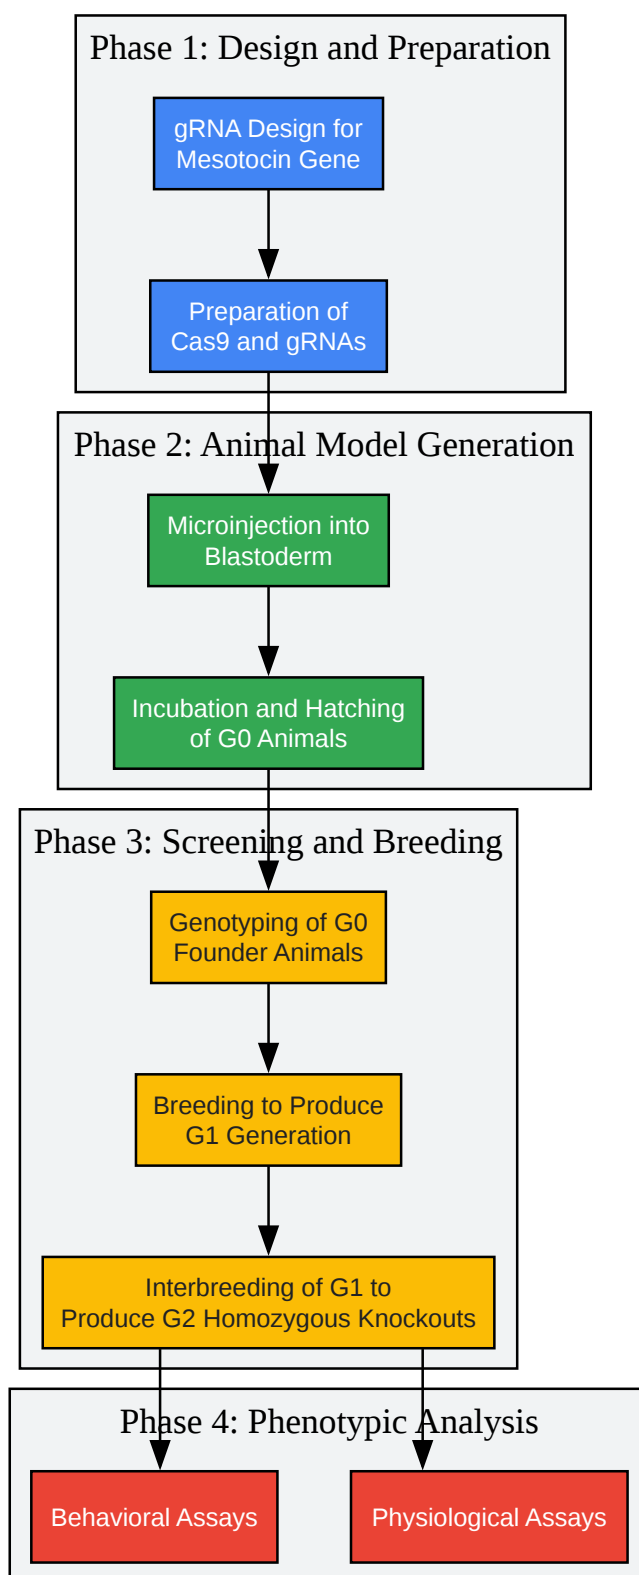 Phase 1: Design and Preparation
gRNA Design for
Mesotocin Gene
Preparation of
Cas9 and gRNAs
Phase 2: Animal Model Generation
Microinjection into
Blastoderm
Incubation and Hatching
of G0 Animals
Phase 3: Screening and Breeding
Genotyping of G0
Founder Animals
Breeding to Produce
G1 Generation
Interbreeding of G1 to
Produce G2 Homozygous Knockouts
Phase 4: Phenotypic Analysis
Behavioral Assays
Physiological Assays